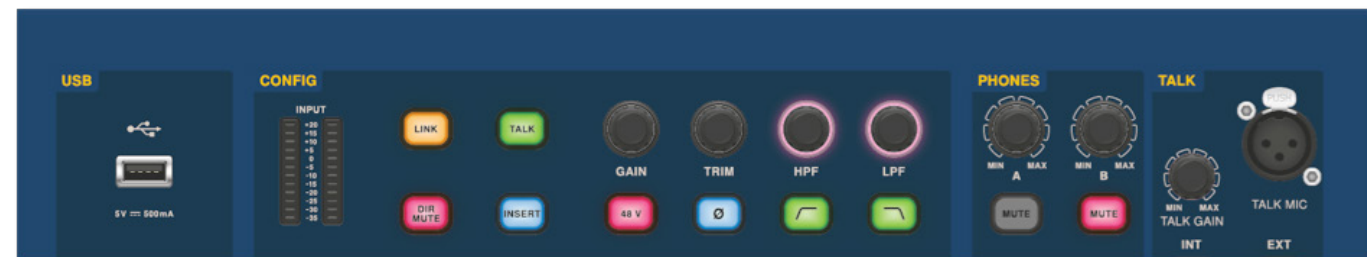 USB
CONFIG
PHONES
TALK
INPUT
+20
+15
+10
+5
0
-5
-10
-15
-20
-25
-30
-35
LINK
TALK
GAIN
TRIM
HPF
LPF
MIN MAX
A
MIN MAX
B
PUSH
5V 500mA
DIR
MUTE
INSERT
48 V
Ø
MUTE
MUTE
MIN MAX
TALK GAIN
INT
TALK MIC
EXT